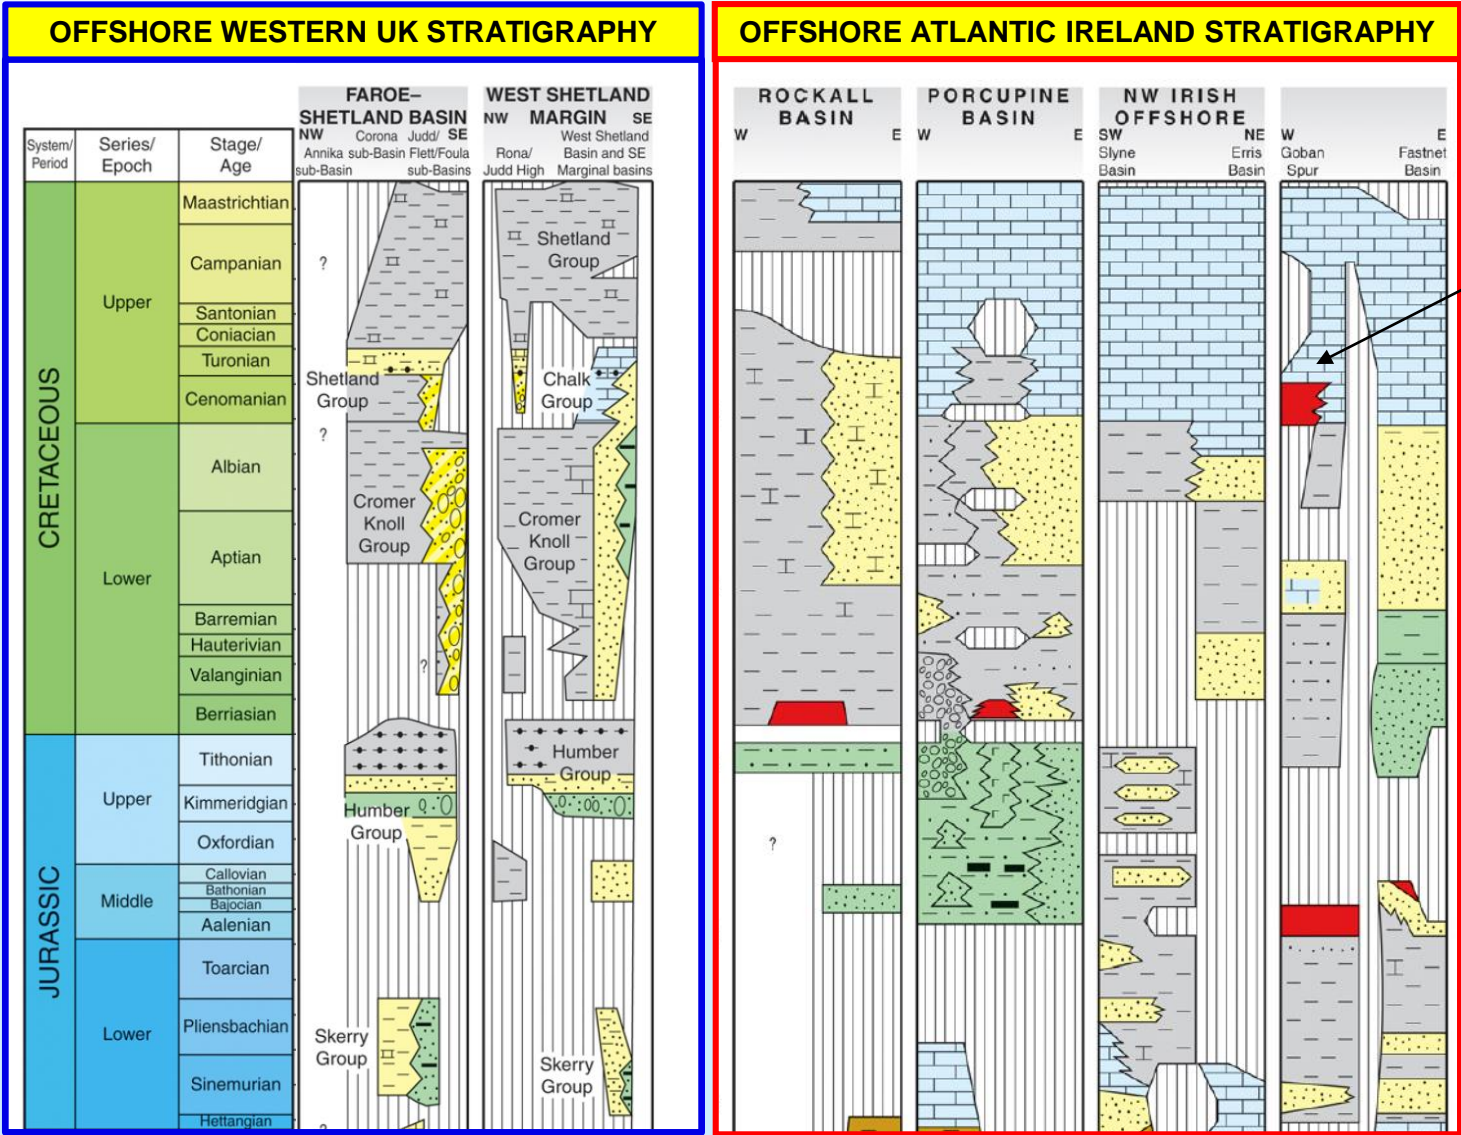 OFFSHORE WESTERN UK STRATIGRAPHY
OFFSHORE ATLANTIC IRELAND STRATIGRAPHY
System/
Period
Series/
Epoch
Stage/
Age
FAROE–
SHETLAND BASIN
NW Corona Judd/ SE
Annika sub-Basin Flett/Foula
sub-Basin sub-Basins
WEST SHETLAND
MARGIN
NW SE
West Shetland
Rona/ Basin and SE
Judd High Marginal basins
ROCKALL
BASIN
W E
PORCUPINE
BASIN
W E
NW IRISH
OFFSHORE
SW NE
Slyne Erris
Basin Basin
W E
Goban Fastnet
Spur Basin
CRETACEOUS
Upper
Maastrichtian
Campanian
Santonian
Coniacian
Turonian
Cenomanian
Lower
Albian
Aptian
Barremian
Hauterivian
Valanginian
Berriasian
JURASSIC
Upper
Tithonian
Kimmeridgian
Oxfordian
Middle
Callovian
Bathonian
Bajocian
Aalenian
Lower
Toarcian
Pliensbachian
Sinemurian
Hettangian
?
Shetland
Group
?
Cromer
Knoll
Group
?
Humber
Group
Skerry
Group
?
Shetland
Group
Chalk
Group
Cromer
Knoll
Group
Humber
Group
Skerry
Group
?